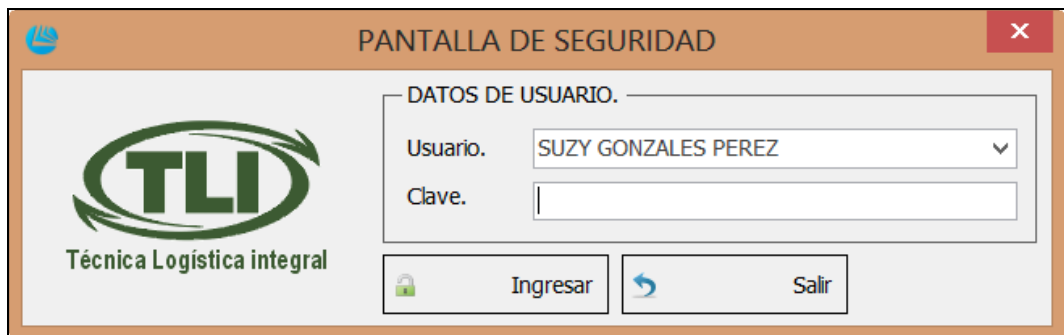 PANTALLA DE SEGURIDAD
TLI
Técnica Logística integral
DATOS DE USUARIO.
Usuario. SUZY GONZALES PEREZ
Clave.
Ingresar Salir